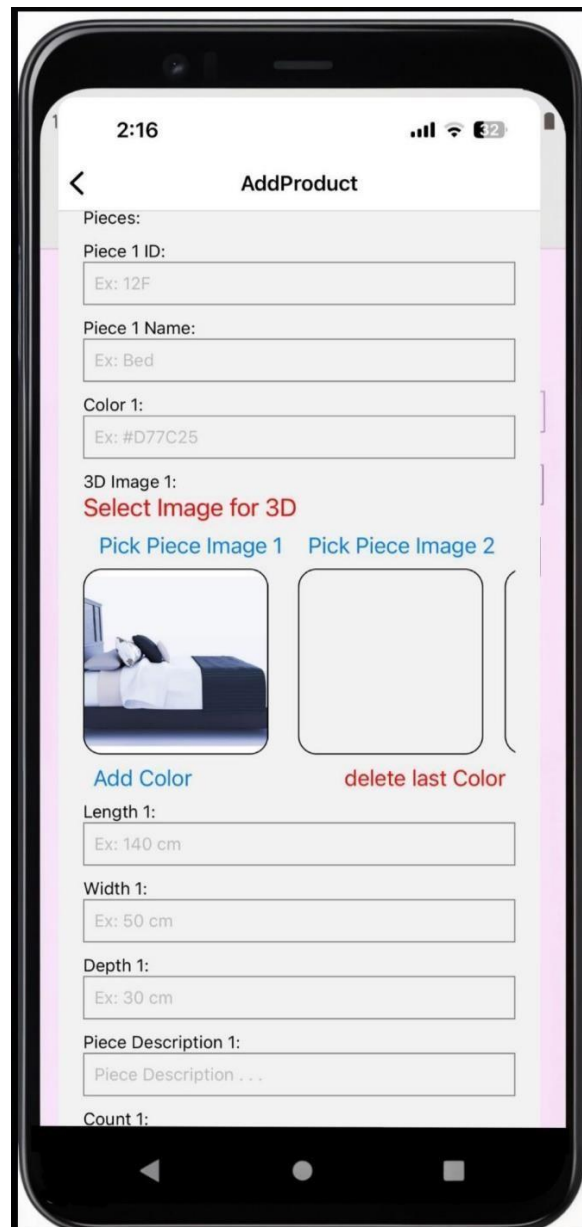 1
2:16
32
AddProduct
Pieces:
Piece 1 ID:
Ex: 12F
Piece 1 Name:
Ex: Bed
Color 1:
Ex: #D77C25
3D Image 1:
Select Image for 3D
Pick Piece Image 1 Pick Piece Image 2
Add Color delete last Color
Length 1:
Ex: 140 cm
Width 1:
Ex: 50 cm
Depth 1:
Ex: 30 cm
Piece Description 1:
Piece Description . . .
Count 1: